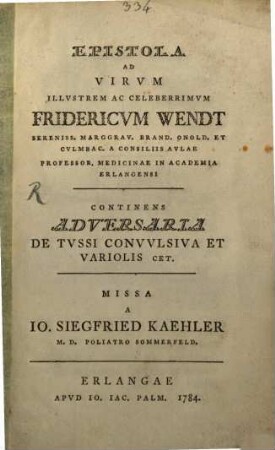 334
EPISTOLA
AD
VIRVM
ILLVSTREM AC CELEBERRIMVM
FRIDERICVM WENDT
SERENISS. MARGGRAV. BRAND. ONOLD. ET
CVLMBAC. A CONSILIIS AVLAE
PROFESSOR. MEDICINAE IN ACADEMIA
ERLANGENSI
R
CONTINENS
ADVERSARIA
DE TVSSI CONVVLSIVA ET
VARIOLIS CET.
MISSA
A
IO. SIEGFRIED KAEHLER
M. D. POLIATRO SOMMERFELD.
ERLANGAE
APVD IO. IAC. PALM. 1784.